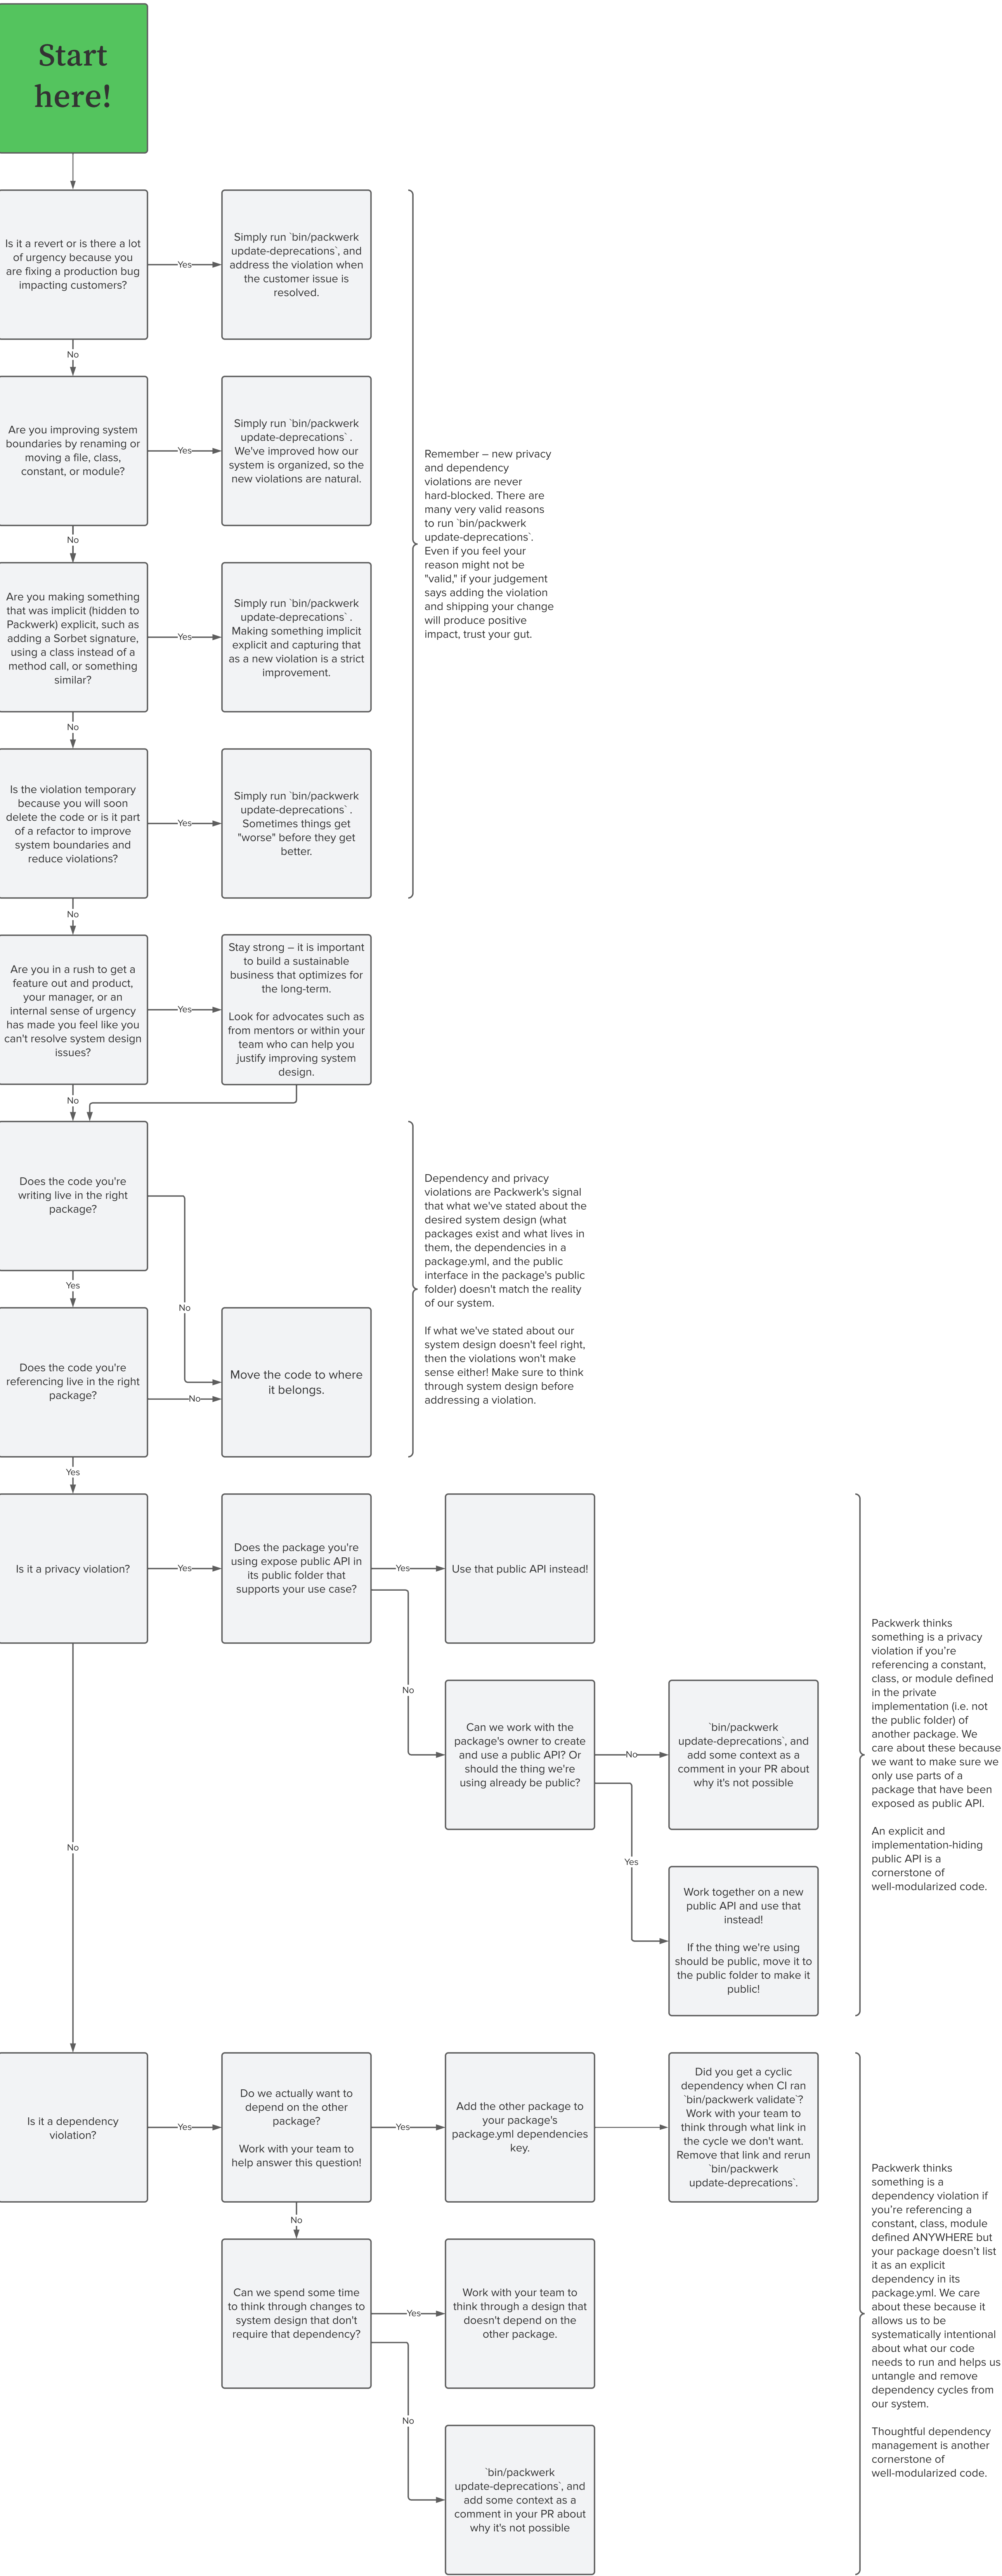 Start
here!
Is it a revert or is there a lot
of urgency because you
are fixing a production bug
impacting customers?
Yes
Simply run `bin/packwerk
update-deprecations`, and
address the violation when
the customer issue is
resolved.
No
Are you improving system
boundaries by renaming or
moving a file, class,
constant, or module?
Yes
Simply run `bin/packwerk
update-deprecations` .
We've improved how our
system is organized, so the
new violations are natural.
Remember – new privacy
and dependency
violations are never
hard-blocked. There are
many very valid reasons
to run `bin/packwerk
update-deprecations`.
Even if you feel your
reason might not be
"valid," if your judgement
says adding the violation
and shipping your change
will produce positive
impact, trust your gut.
No
Are you making something
that was implicit (hidden to
Packwerk) explicit, such as
adding a Sorbet signature,
using a class instead of a
method call, or something
similar?
Yes
Simply run `bin/packwerk
update-deprecations` .
Making something implicit
explicit and capturing that
as a new violation is a strict
improvement.
No
Is the violation temporary
because you will soon
delete the code or is it part
of a refactor to improve
system boundaries and
reduce violations?
Yes
Simply run `bin/packwerk
update-deprecations` .
Sometimes things get
"worse" before they get
better.
No
Are you in a rush to get a
feature out and product,
your manager, or an
internal sense of urgency
has made you feel like you
can't resolve system design
issues?
Yes
Stay strong – it is important
to build a sustainable
business that optimizes for
the long-term.
Look for advocates such as
from mentors or within your
team who can help you
justify improving system
design.
No
Does the code you're
writing live in the right
package?
Dependency and privacy
violations are Packwerk's signal
that what we've stated about the
desired system design (what
packages exist and what lives in
them, the dependencies in a
package.yml, and the public
interface in the package's public
folder) doesn't match the reality
of our system.
If what we've stated about our
system design doesn't feel right,
then the violations won't make
sense either! Make sure to think
through system design before
addressing a violation.
Yes
No
Does the code you're
referencing live in the right
package?
No
Move the code to where
it belongs.
Yes
Is it a privacy violation?
Yes
Does the package you're
using expose public API in
its public folder that
supports your use case?
Yes
Use that public API instead!
No
Can we work with the
package's owner to create
and use a public API? Or
should the thing we're
using already be public?
No
`bin/packwerk
update-deprecations`, and
add some context as a
comment in your PR about
why it's not possible
Yes
Work together on a new
public API and use that
instead!
If the thing we're using
should be public, move it to
the public folder to make it
public!
Packwerk thinks
something is a privacy
violation if you're
referencing a constant,
class, or module defined
in the private
implementation (i.e. not
the public folder) of
another package. We
care about these because
we want to make sure we
only use parts of a
package that have been
exposed as public API.
An explicit and
implementation-hiding
public API is a
cornerstone of
well-modularized code.
No
Is it a dependency
violation?
Yes
Do we actually want to
depend on the other
package?
Work with your team to
help answer this question!
Yes
Add the other package to
your package's
package.yml dependencies
key.
Did you get a cyclic
dependency when CI ran
`bin/packwerk validate`?
Work with your team to
think through what link in
the cycle we don't want.
Remove that link and rerun
`bin/packwerk
update-deprecations`.
No
Can we spend some time
to think through changes to
system design that don't
require that dependency?
Yes
Work with your team to
think through a design that
doesn't depend on the
other package.
No
`bin/packwerk
update-deprecations`, and
add some context as a
comment in your PR about
why it's not possible
Packwerk thinks
something is a
dependency violation if
you're referencing a
constant, class, module
defined ANYWHERE but
your package doesn't list
it as an explicit
dependency in its
package.yml. We care
about these because it
allows us to be
systematically intentional
about what our code
needs to run and helps us
untangle and remove
dependency cycles from
our system.
Thoughtful dependency
management is another
cornerstone of
well-modularized code.